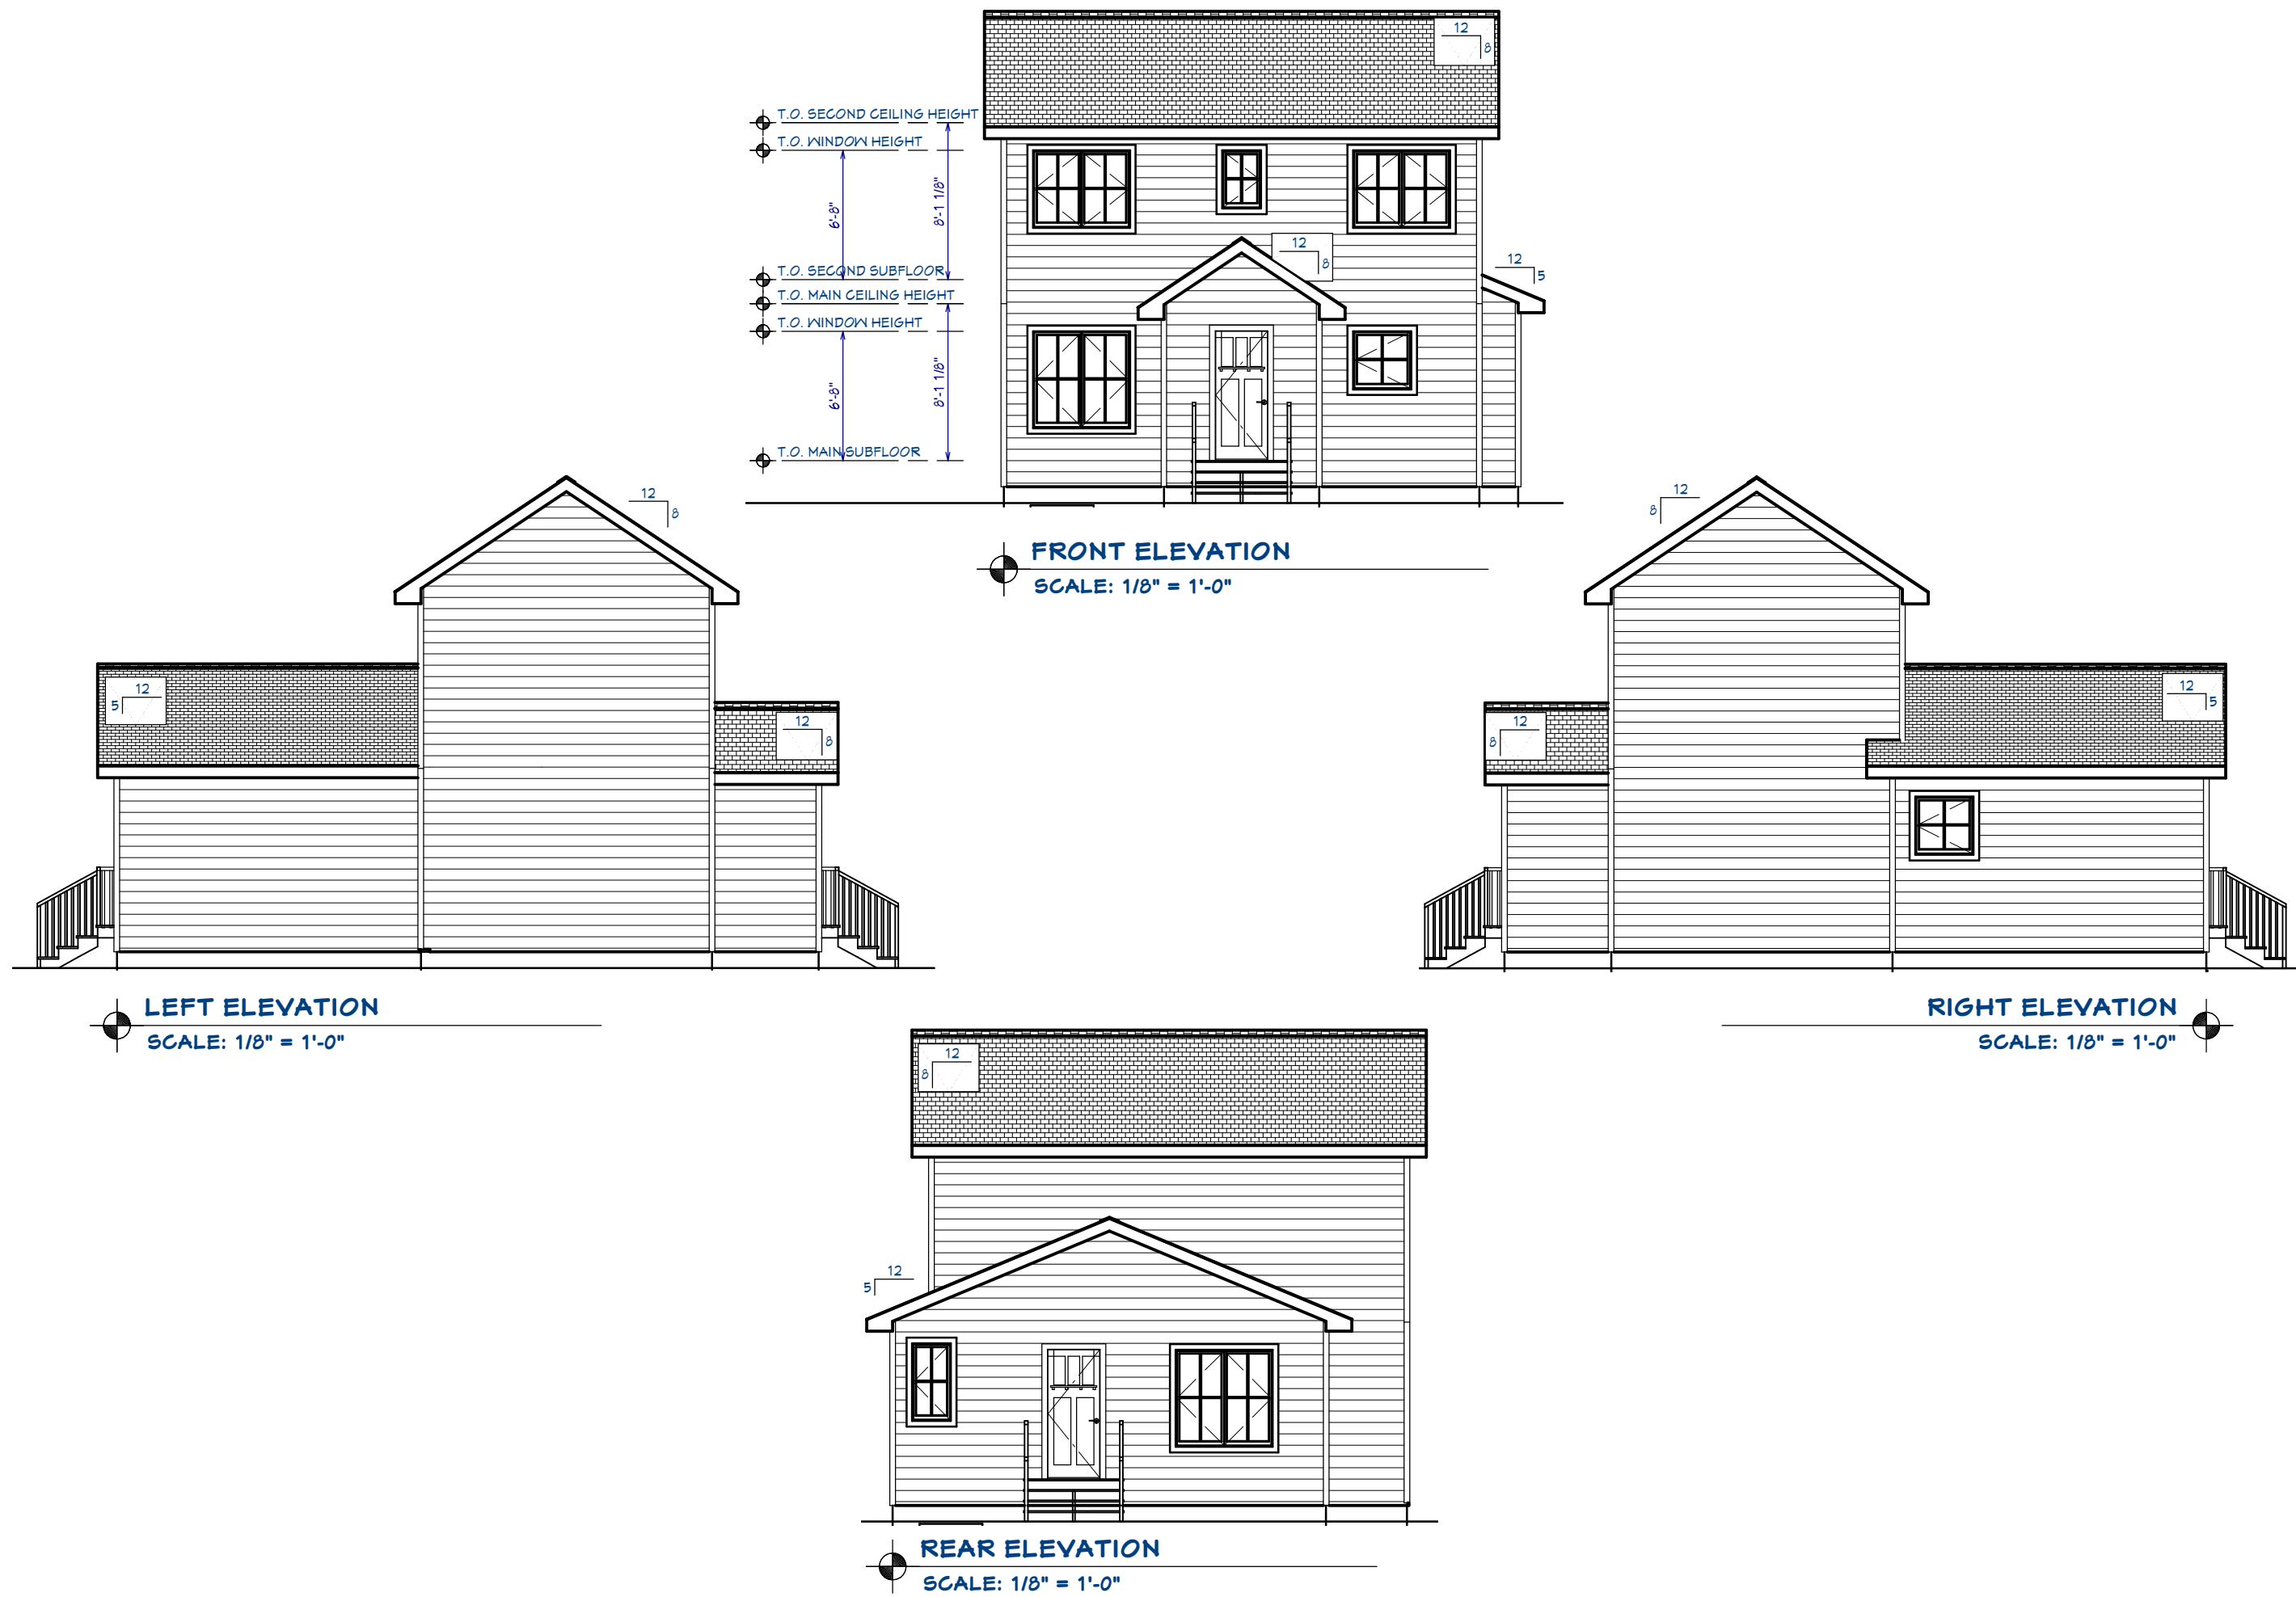 12
8
T.O. SECOND CEILING HEIGHT
T.O. WINDOW HEIGHT
6'-8"
8'-1 1/8"
12
8
12
5
T.O. SECOND SUBFLOOR
T.O. MAIN CEILING HEIGHT
T.O. WINDOW HEIGHT
6'-8"
8'-1 1/8"
T.O. MAIN SUBFLOOR
FRONT ELEVATION
SCALE: 1/8" = 1'-0"
12
8
12
5
12
8
LEFT ELEVATION
SCALE: 1/8" = 1'-0"
12
8
12
8
12
5
RIGHT ELEVATION
SCALE: 1/8" = 1'-0"
12
8
12
5
REAR ELEVATION
SCALE: 1/8" = 1'-0"